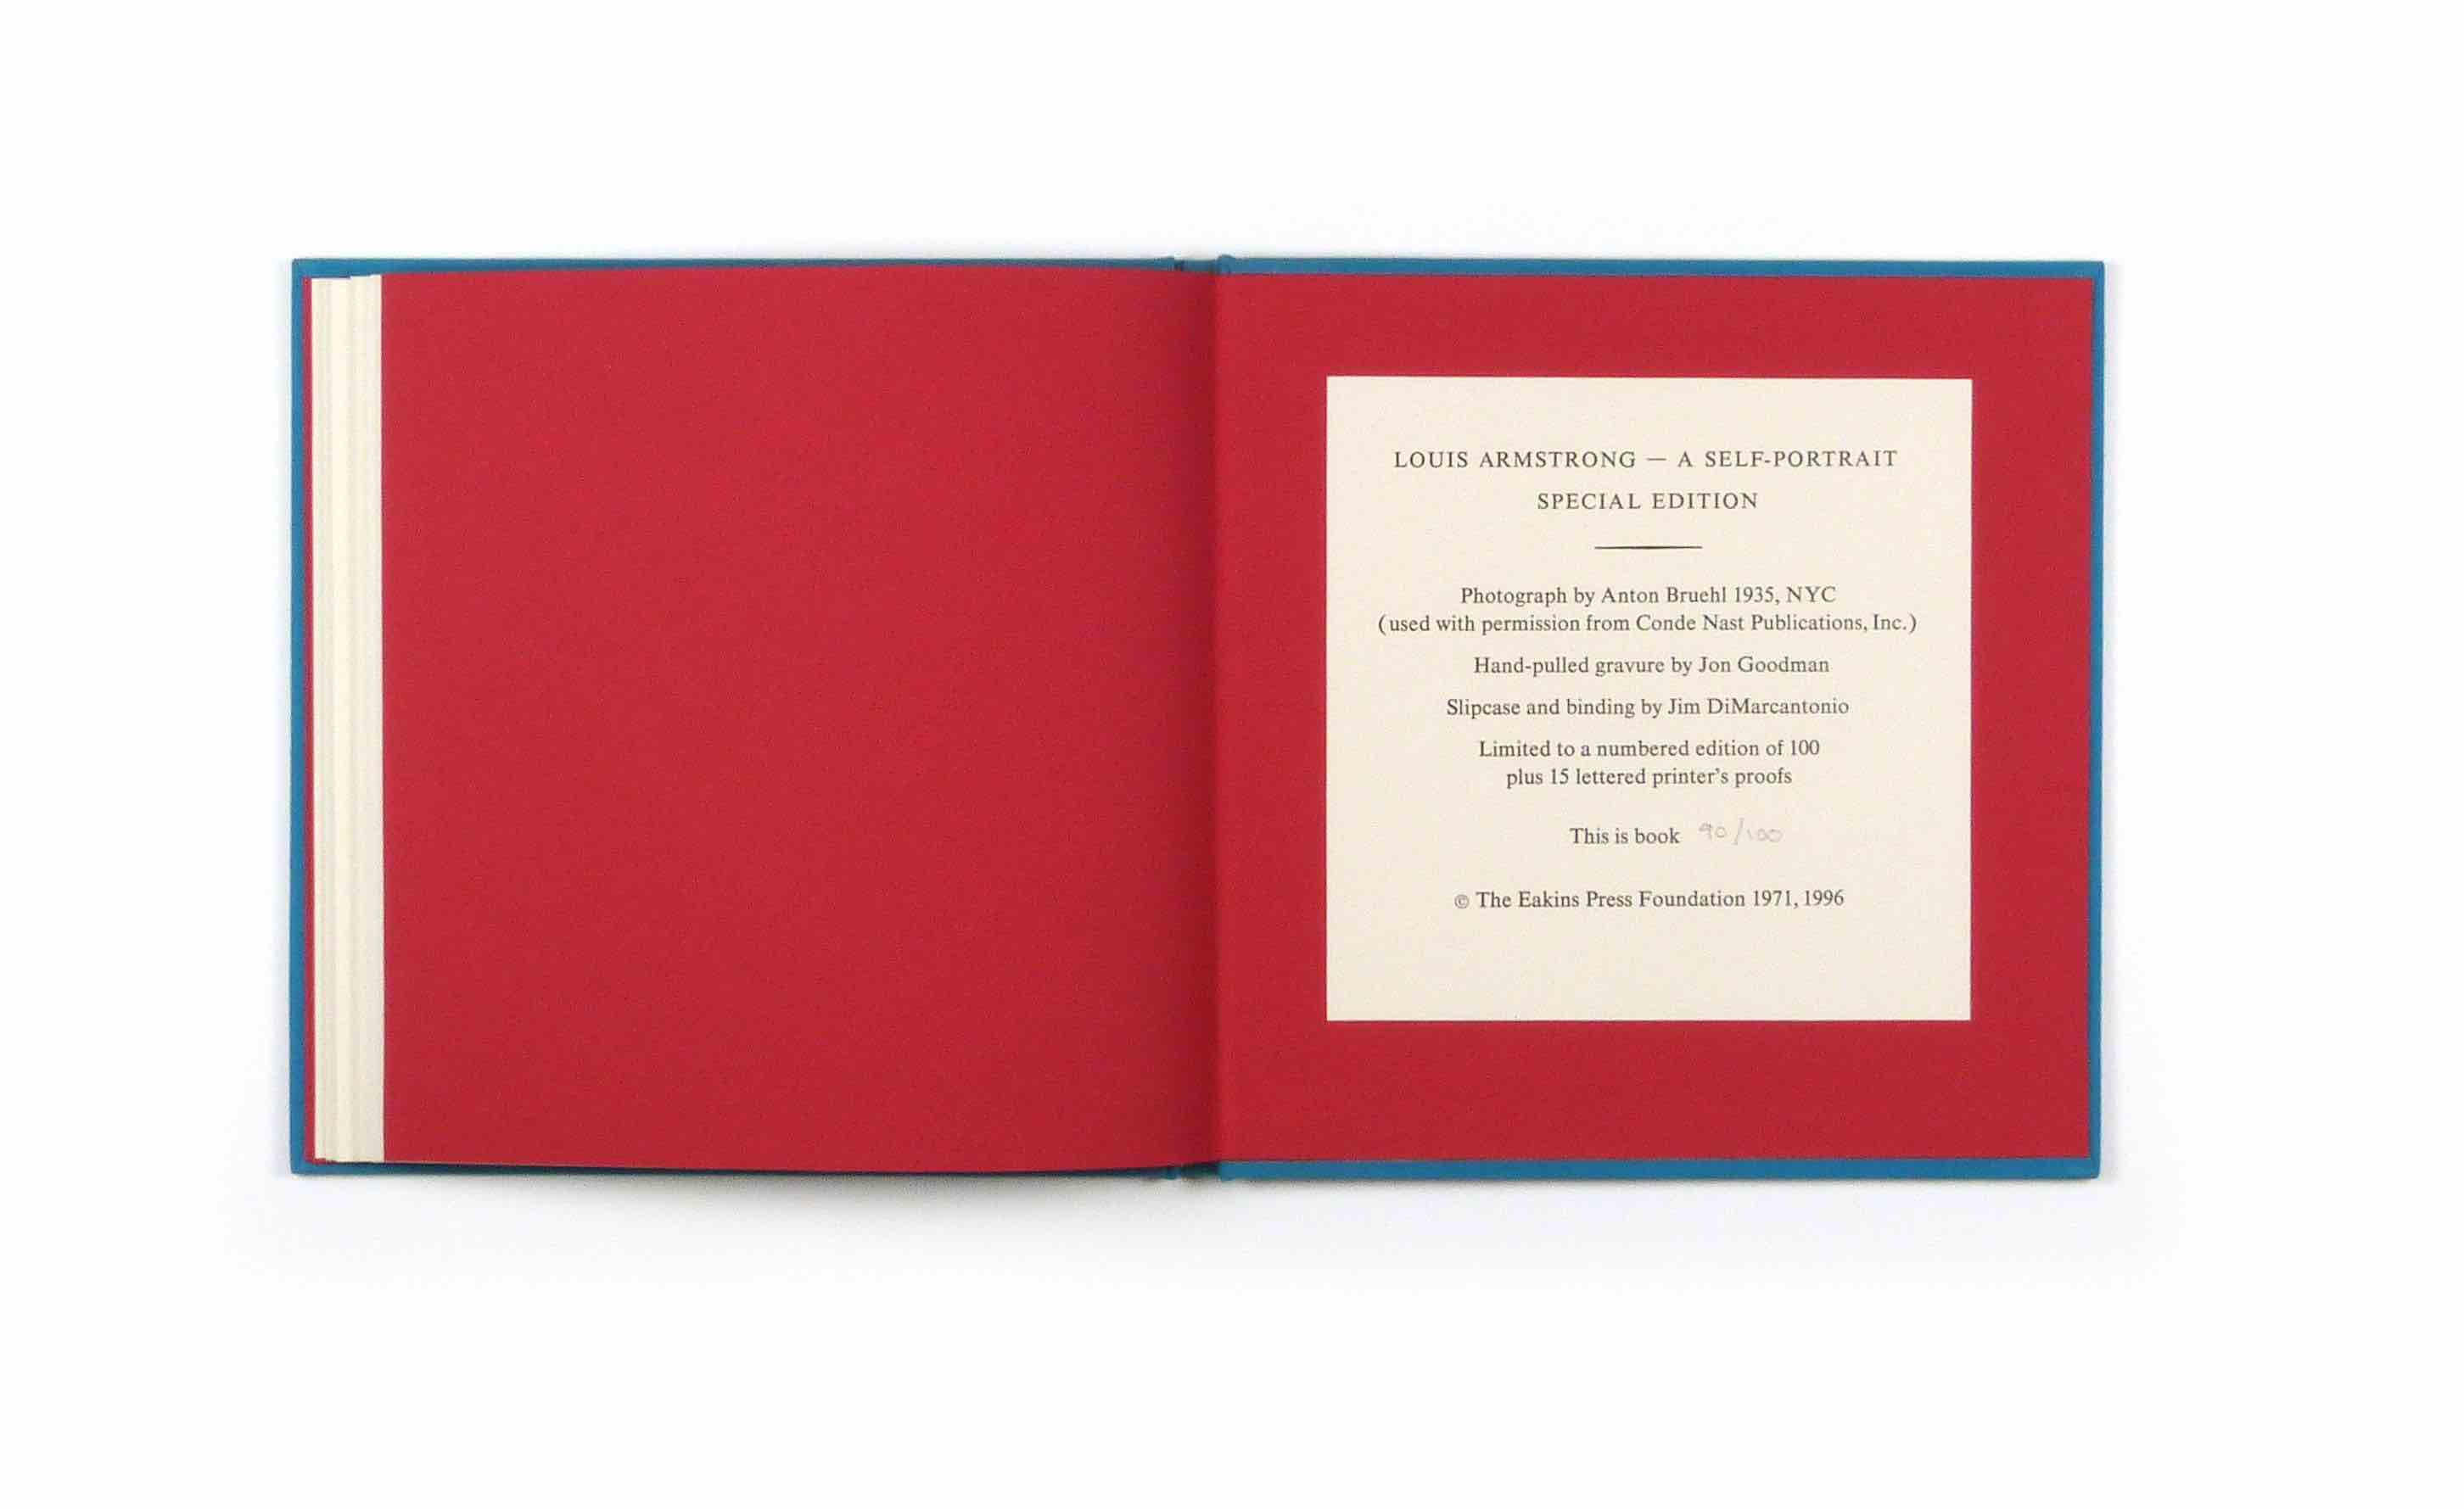 LOUIS ARMSTRONG — A SELF-PORTRAIT
SPECIAL EDITION
Photograph by Anton Bruehl 1935, NYC
(used with permission from Conde Nast Publications, Inc.)
Hand-pulled gravure by Jon Goodman
Slipcase and binding by Jim DiMarcantonio
Limited to a numbered edition of 100
plus 15 lettered printer's proofs
This is book 90/100
© The Eakins Press Foundation 1971, 1996